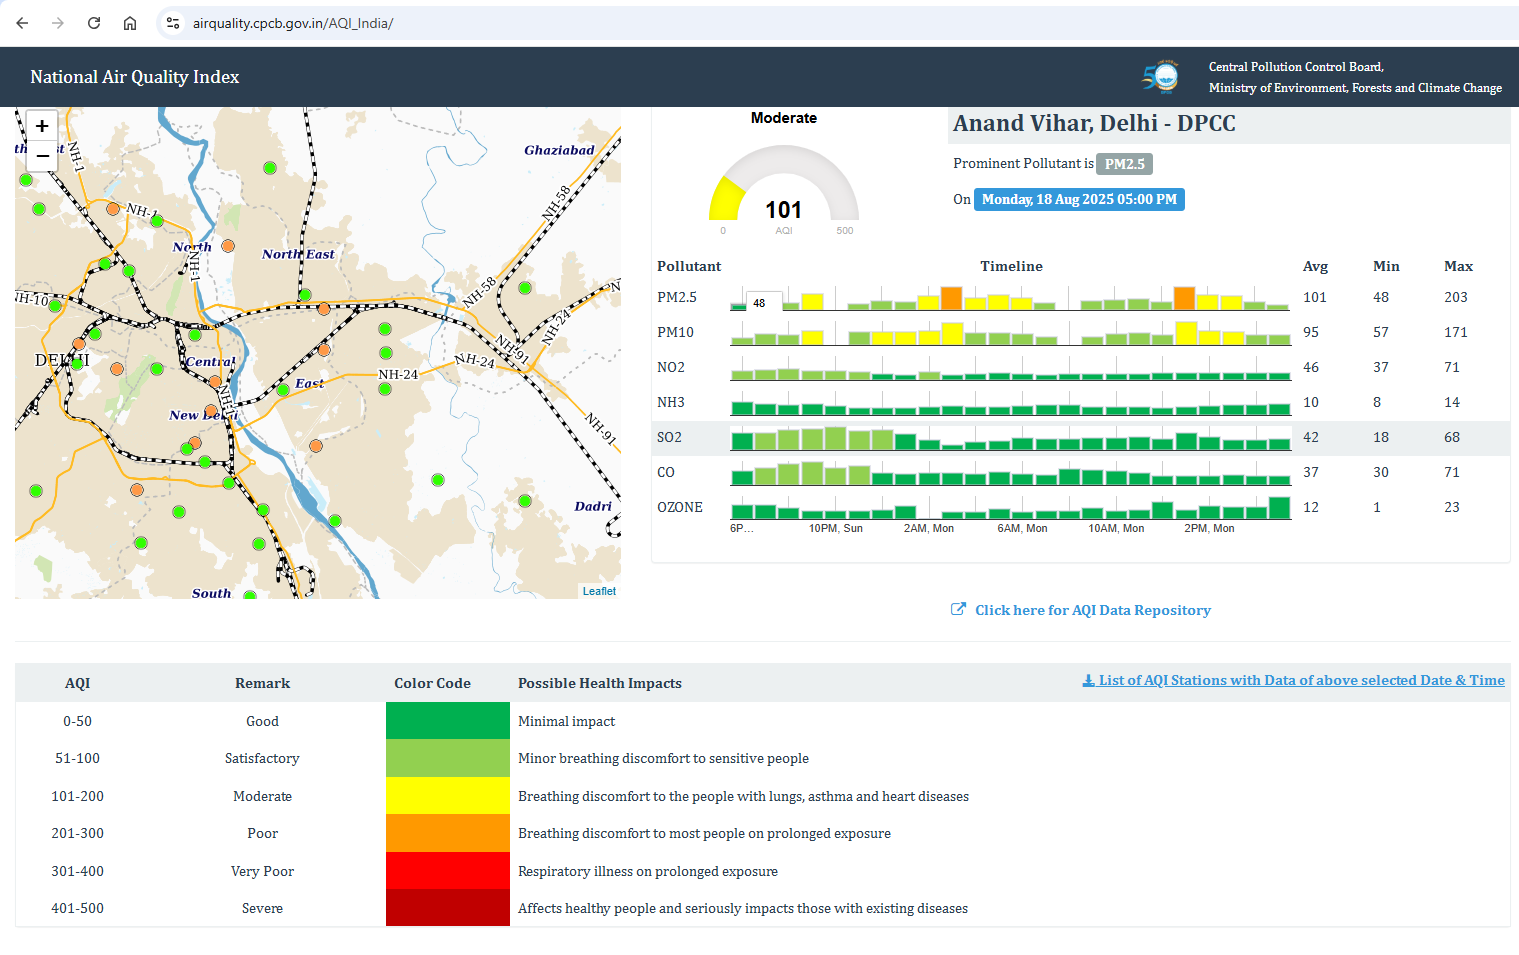 airquality.cpcb.gov.in/AQI_India/
National Air Quality Index
Central Pollution Control Board,
Ministry of Environment, Forests and Climate Change
+
−
NH-1
Ghaziabad
NH-58
NH-1
North
North East
NH-1
NH-58
NH-10
NH-24
NH-91
DELHI
Central
NH-24
NH-24
East
NH-1
New Delhi
NH-91
Dadri
South
Leaflet
Moderate
101
0 AQI 500
Anand Vihar, Delhi - DPCC
Prominent Pollutant is PM2.5
On Monday, 18 Aug 2025 05:00 PM
Pollutant Timeline Avg Min Max
PM2.5 48 101 48 203
PM10 95 57 171
NO2 46 37 71
NH3 10 8 14
SO2 42 18 68
CO 37 30 71
OZONE 12 1 23
6P... 10PM, Sun 2AM, Mon 6AM, Mon 10AM, Mon 2PM, Mon
Click here for AQI Data Repository
AQI Remark Color Code Possible Health Impacts List of AQI Stations with Data of above selected Date & Time
0-50 Good Minimal impact
51-100 Satisfactory Minor breathing discomfort to sensitive people
101-200 Moderate Breathing discomfort to the people with lungs, asthma and heart diseases
201-300 Poor Breathing discomfort to most people on prolonged exposure
301-400 Very Poor Respiratory illness on prolonged exposure
401-500 Severe Affects healthy people and seriously impacts those with existing diseases